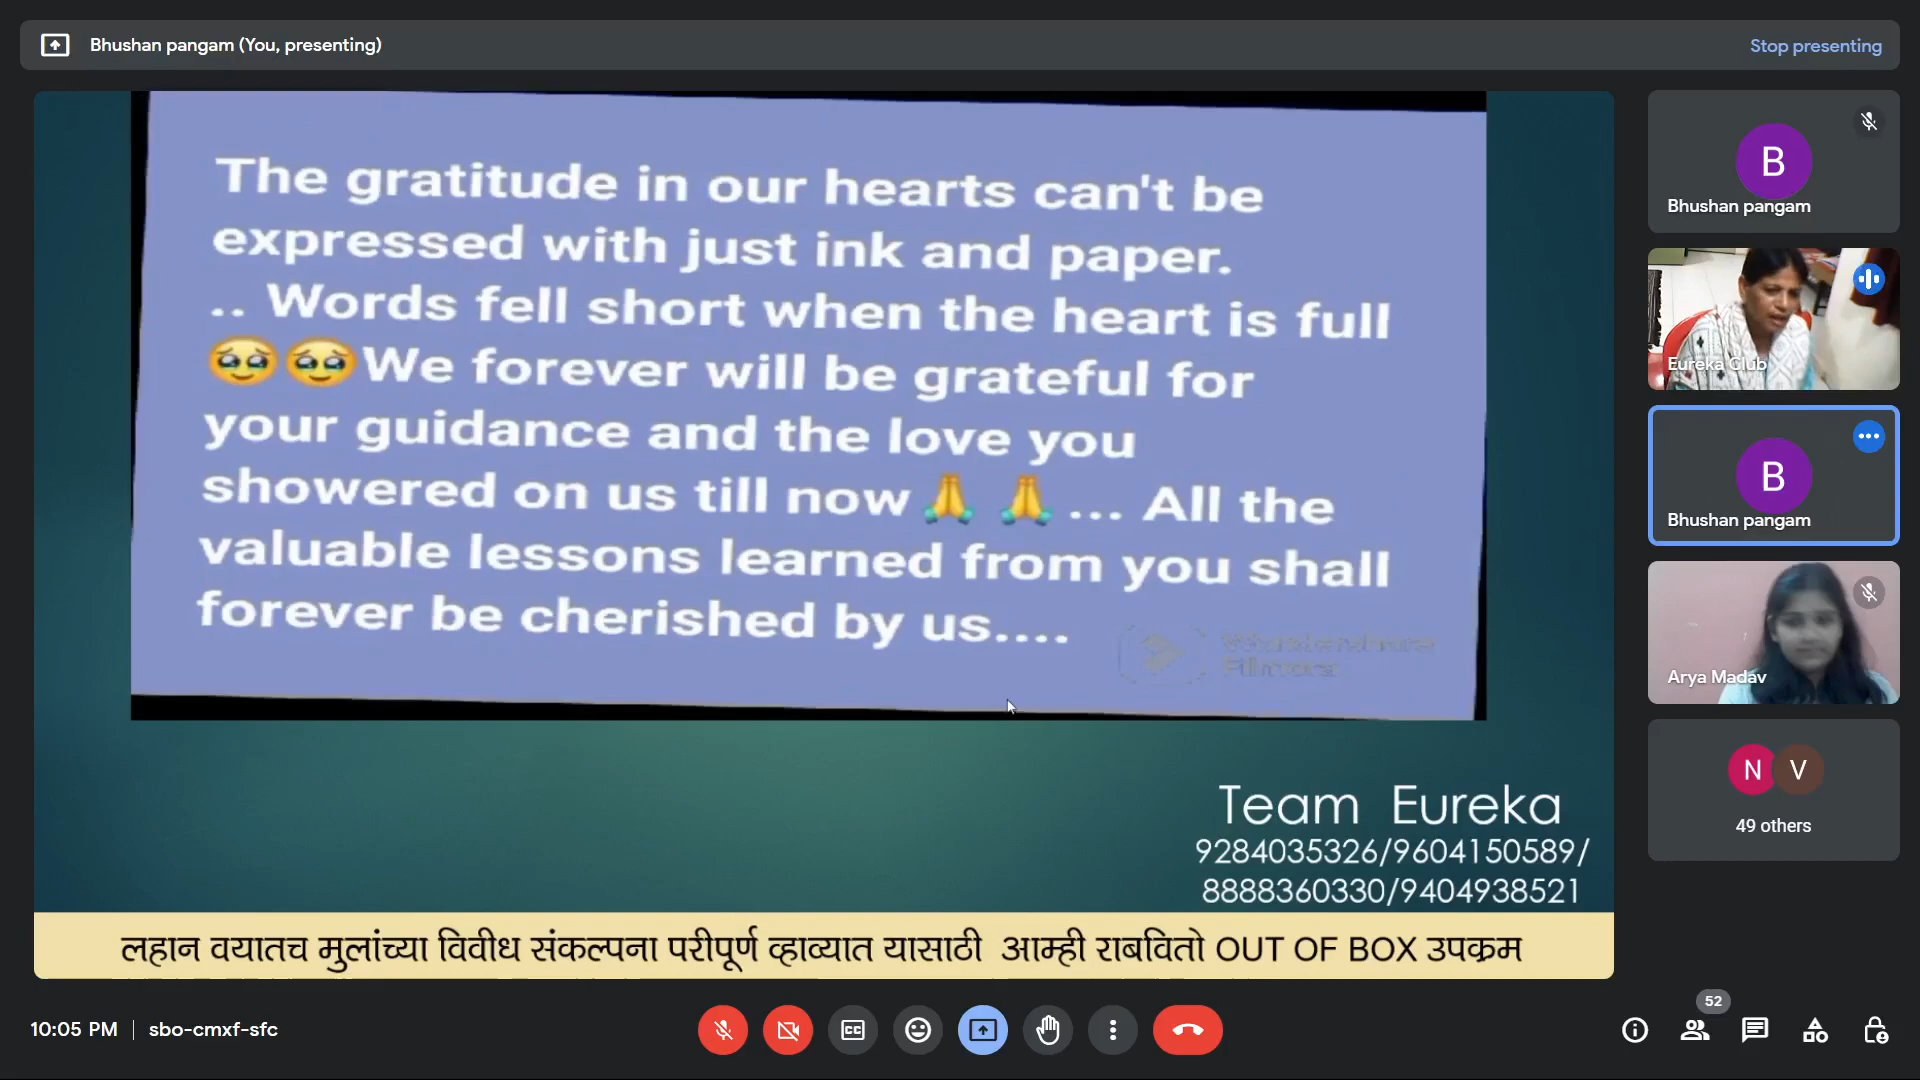 Bhushan pangam (You, presenting)
Stop presenting
The gratitude in our hearts can't be
expressed with just ink and paper.
.. Words fell short when the heart is full
🥹🥹We forever will be grateful for
your guidance and the love you
showered on us till now🙏 🙏... All the
valuable lessons learned from you shall
forever be cherished by us....
Wondershare
Filmora
Team Eureka
9284035326/9604150589/
8888360330/9404938521
लहान वयातच मुलांच्या विवीध संकल्पना परीपूर्ण व्हाव्यात यासाठी आम्ही राबवितो OUT OF BOX उपक्रम
B
Bhushan pangam
Eureka Club
B
Bhushan pangam
Arya Madav
N V
49 others
10:05 PM | sbo-cmxf-sfc
CC
52